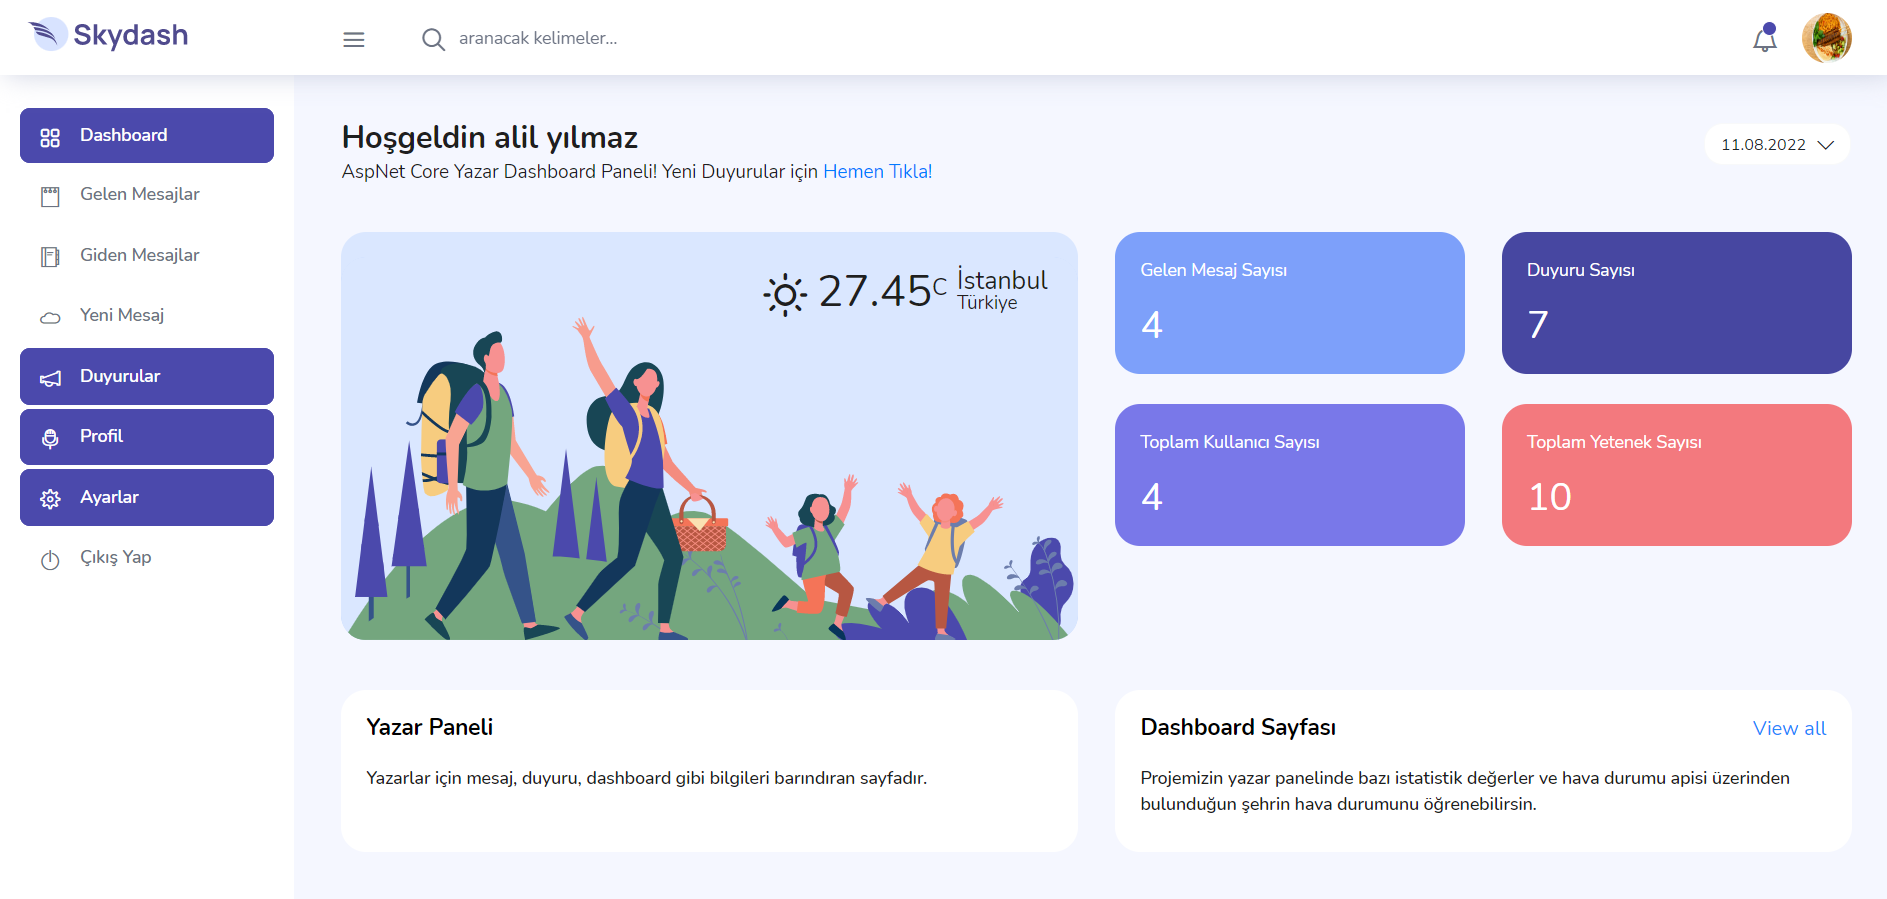 Skydash
aranacak kelimeler...
Dashboard
Gelen Mesajlar
Giden Mesajlar
Yeni Mesaj
Duyurular
Profil
Ayarlar
Çıkış Yap
Hoşgeldin alil yılmaz
AspNet Core Yazar Dashboard Paneli! Yeni Duyurular için Hemen Tıkla!
11.08.2022
27.45C
İstanbul
Türkiye
Gelen Mesaj Sayısı
4
Duyuru Sayısı
7
Toplam Kullanıcı Sayısı
4
Toplam Yetenek Sayısı
10
Yazar Paneli
Yazarlar için mesaj, duyuru, dashboard gibi bilgileri barındıran sayfadır.
Dashboard Sayfası
View all
Projemizin yazar panelinde bazı istatistik değerler ve hava durumu apisi üzerinden
bulunduğun şehrin hava durumunu öğrenebilirsin.